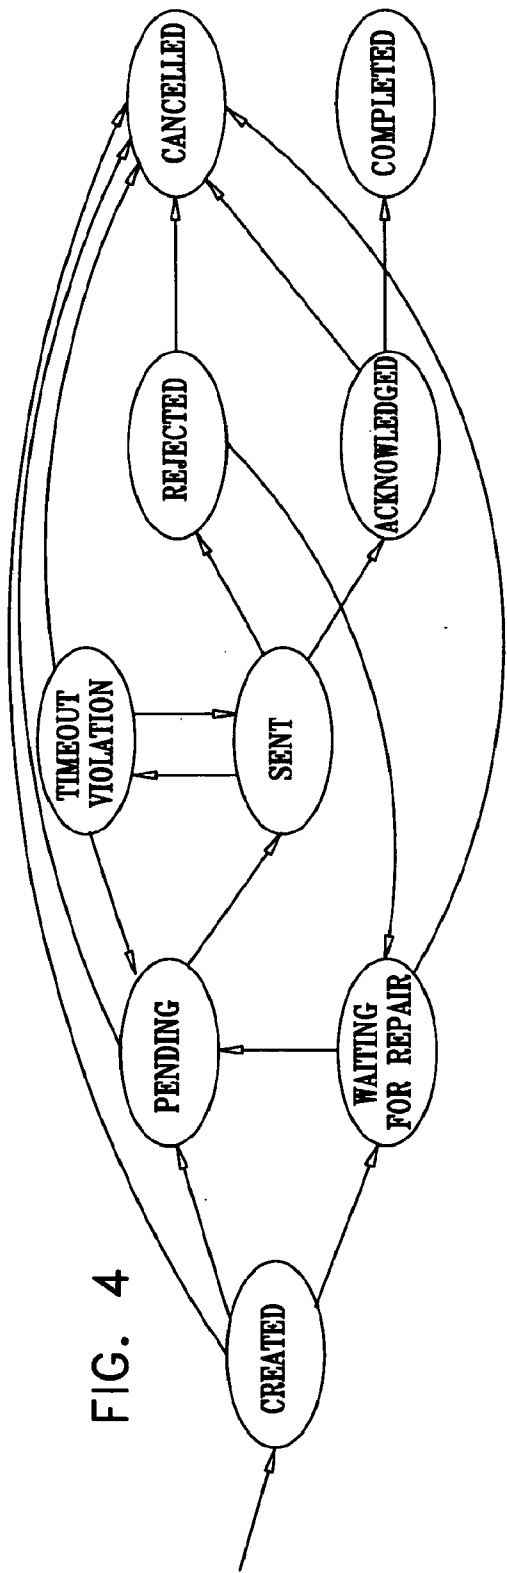 FIG. 4
CREATED
PENDING
WAITING
FOR REPAIR
TIMEOUT
VIOLATION
SENT
REJECTED
ACKNOWLEDGED
CANCELLED
COMPLETED